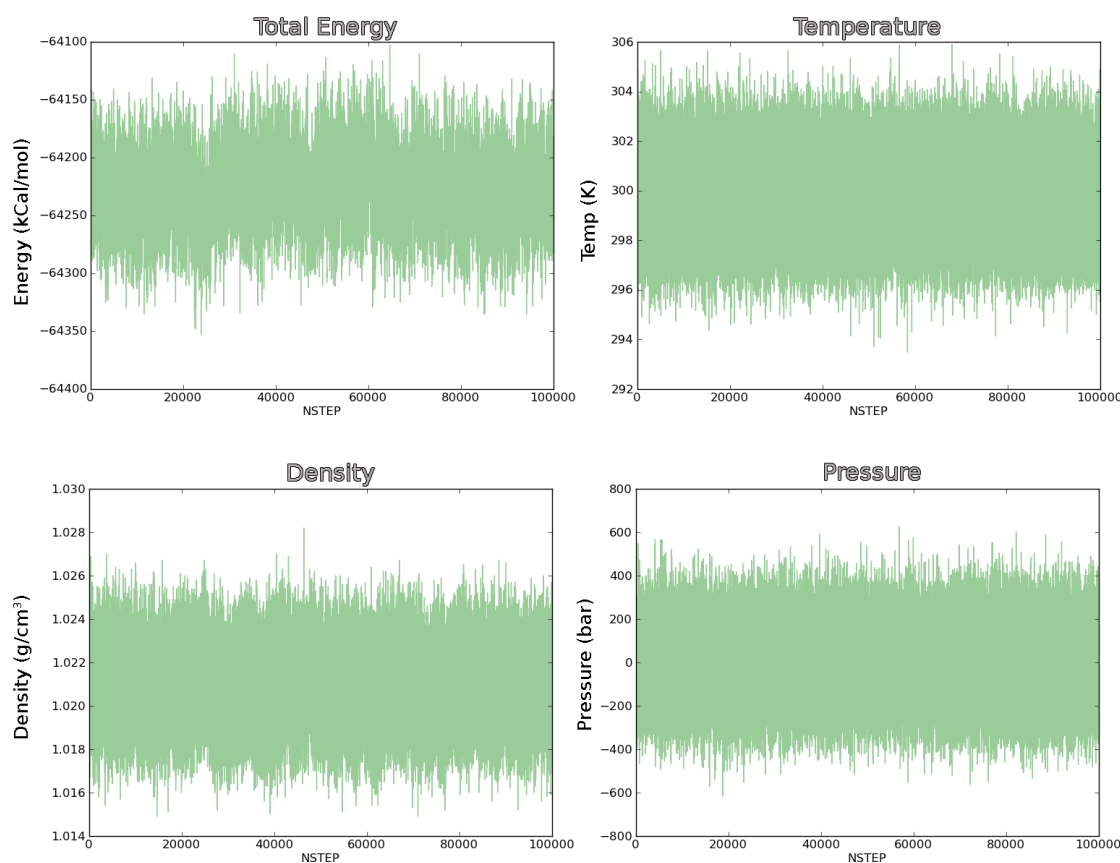 Total Energy
Energy (kCal/mol)
−64100
−64150
−64200
−64250
−64300
−64350
−64400
0 20000 40000 60000 80000 100000
NSTEP
Temperature
Temp (K)
306
304
302
300
298
296
294
292
0 20000 40000 60000 80000 100000
NSTEP
Density
Density (g/cm³)
1.030
1.028
1.026
1.024
1.022
1.020
1.018
1.016
1.014
0 20000 40000 60000 80000 100000
NSTEP
Pressure
Pressure (bar)
800
600
400
200
0
−200
−400
−600
−800
0 20000 40000 60000 80000 100000
NSTEP